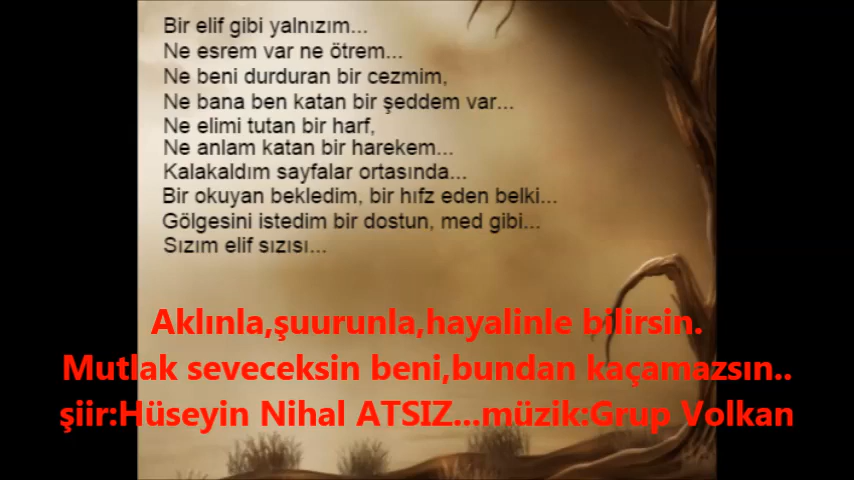 Bir elif gibi yalnızım...
Ne esrem var ne ötrem...
Ne beni durduran bir cezmim,
Ne bana ben katan bir şeddem var...
Ne elimi tutan bir harf,
Ne anlam katan bir harekem...
Kalakaldım sayfalar ortasında...
Bir okuyan bekledim, bir hıfz eden belki...
Gölgesini istedim bir dostun, med gibi...
Sızım elif sızısı...
Aklınla,şuurunla,hayalinle bilirsin.
Mutlak seveceksin beni,bundan kaçamazsın..
şiir:Hüseyin Nihal ATSIZ...müzik:Grup Volkan